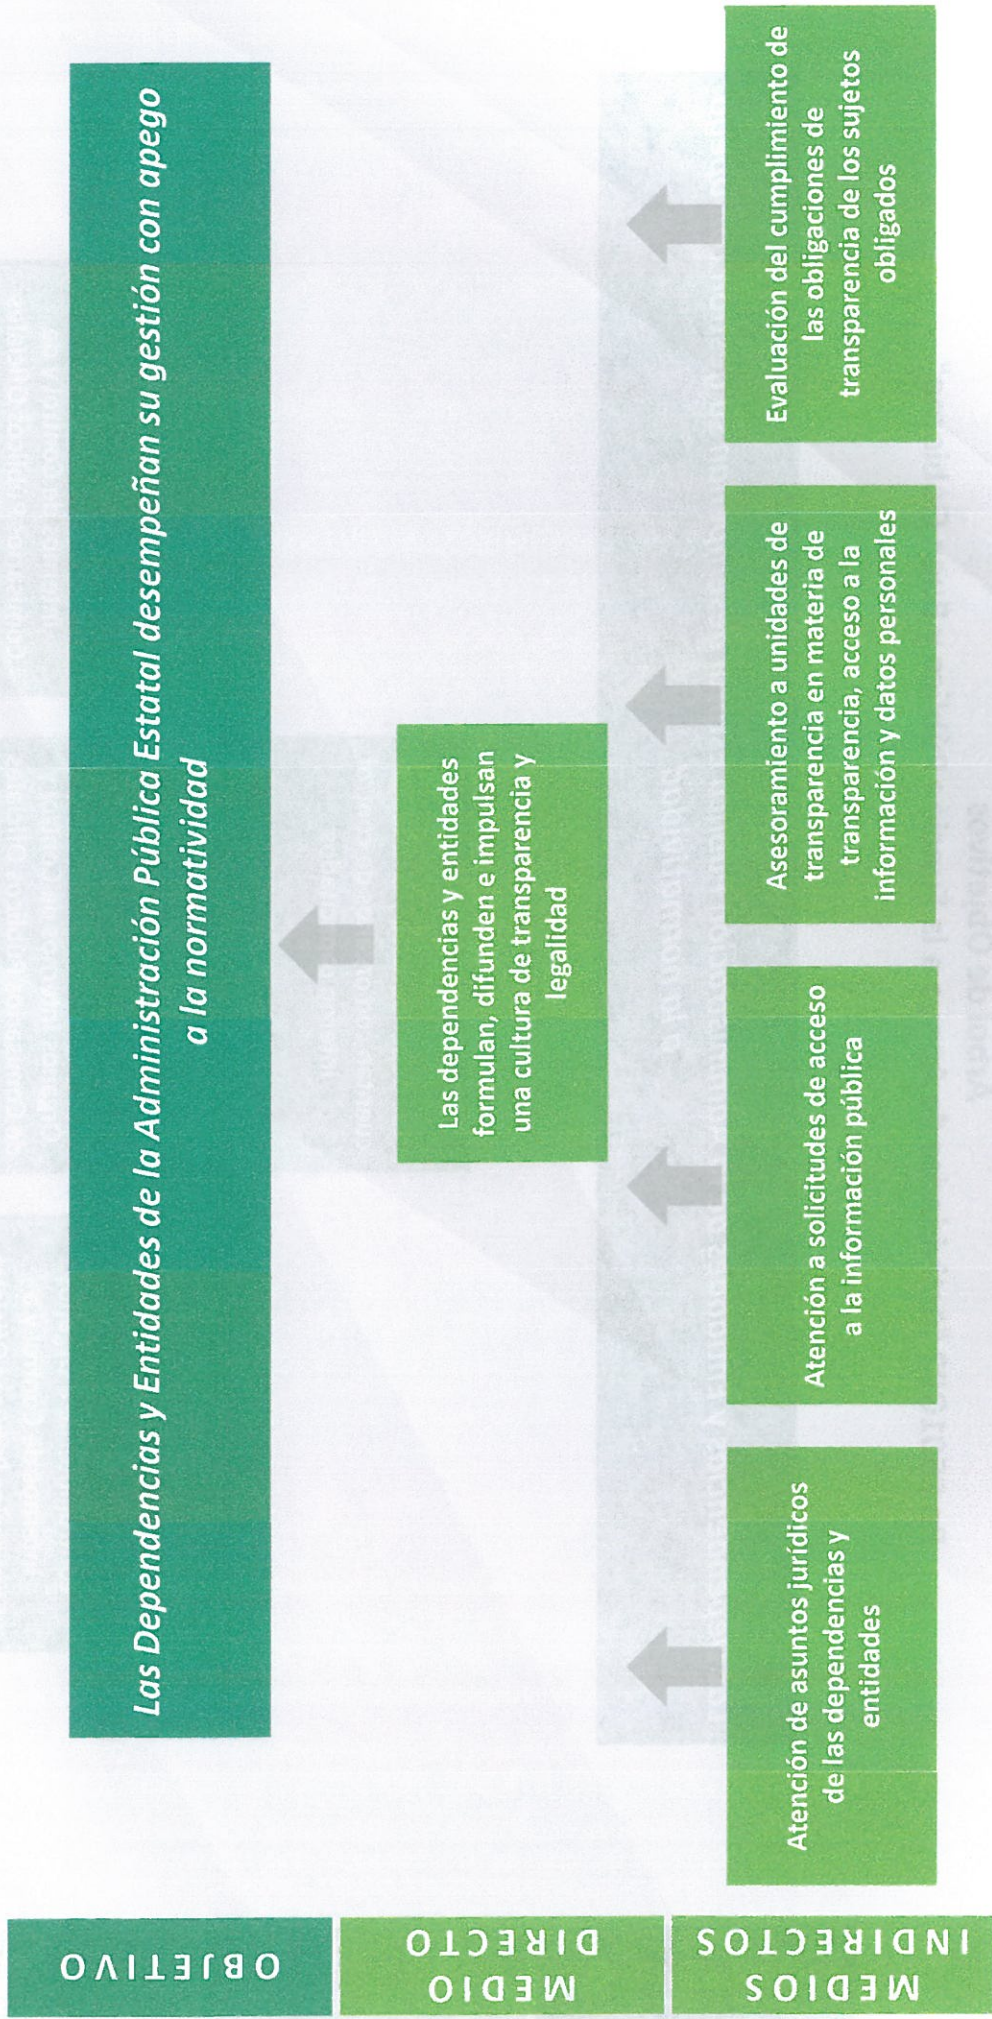 OBJETIVO
Las Dependencias y Entidades de la Administración Pública Estatal desempeñan su gestión con apego
a la normatividad
MEDIO
DIRECTO
Las dependencias y entidades
formulan, difunden e impulsan
una cultura de transparencia y
legalidad
MEDIOS
INDIRECTOS
Atención de asuntos jurídicos
de las dependencias y
entidades
Atención a solicitudes de acceso
a la información pública
Asesoramiento a unidades de
transparencia en materia de
transparencia, acceso a la
información y datos personales
Evaluación del cumplimiento de
las obligaciones de
transparencia de los sujetos
obligados